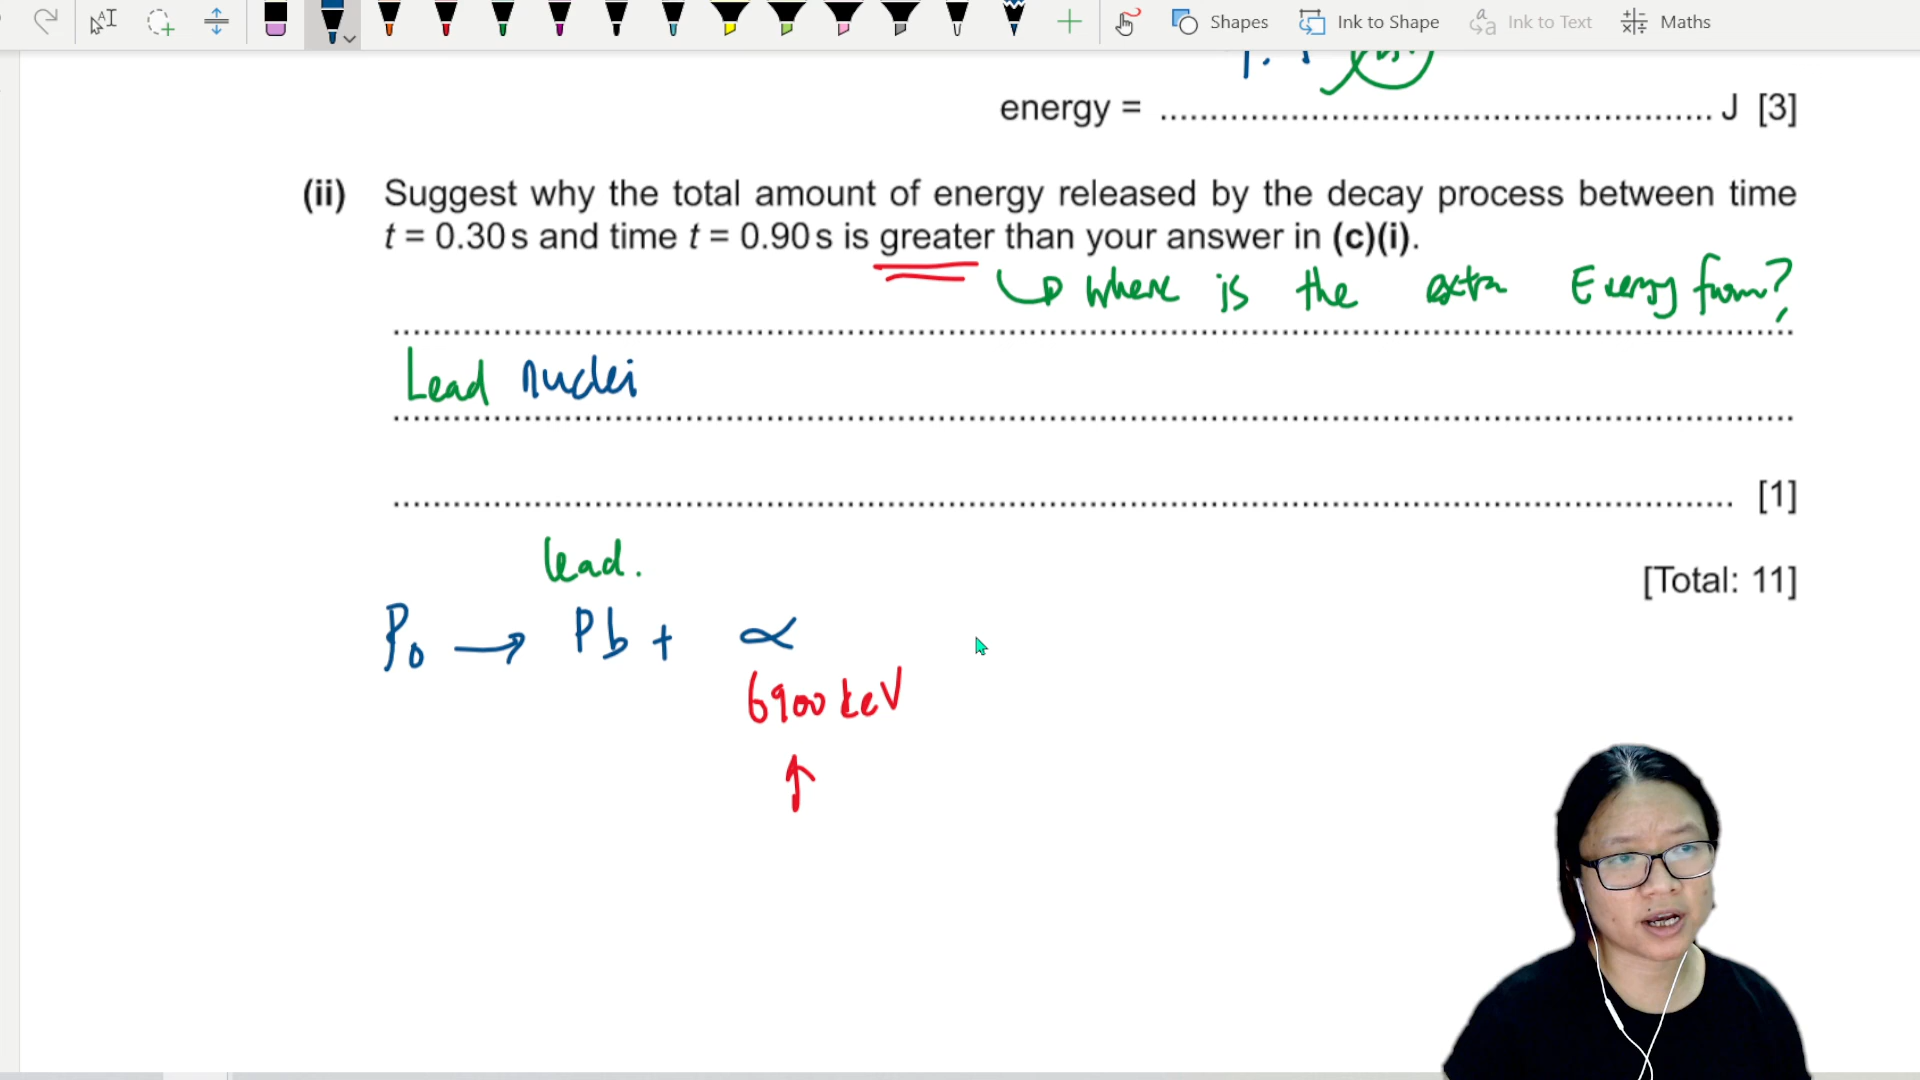 Shapes Ink to Shape Ink to Text Maths
energy = ........................................................ J [3]
(ii) Suggest why the total amount of energy released by the decay process between time
t = 0.30 s and time t = 0.90 s is greater than your answer in (c)(i).
where is the extra Energy from?
Lead nuclei
[1]
lead.
[Total: 11]
Po → Pb + α
6900 keV